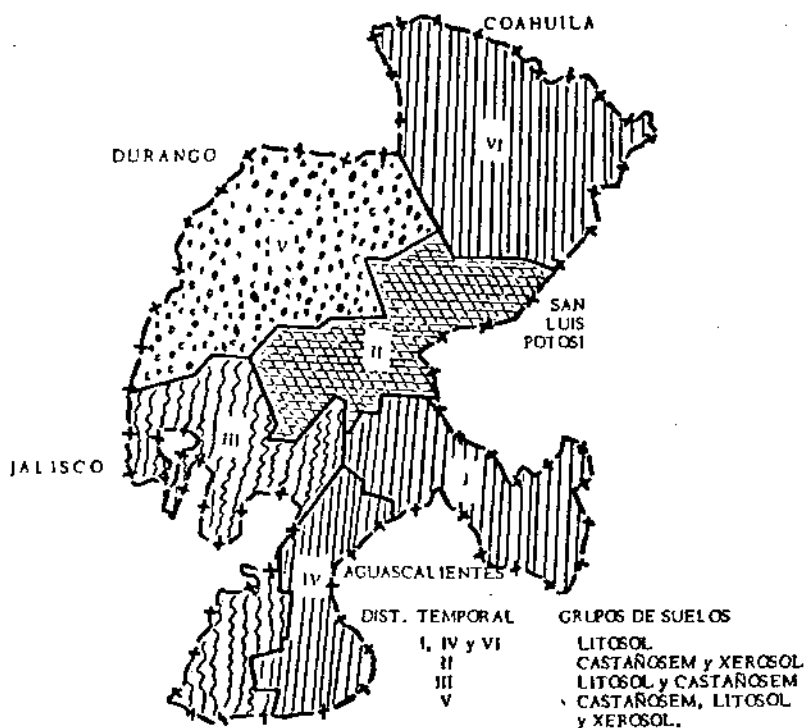 COAHUILA
VI
DURANGO
V
SAN
LUIS
POTOSI
II
III
JALISCO
I
IV
AGUASCALIENTES
DIST. TEMPORAL GRUPOS DE SUELOS
I, IV y VI LITOSOL
II CASTAÑOSEM y XEROSOL
III LITOSOL y CASTAÑOSEM
V CASTAÑOSEM, LITOSOL
y XEROSOL.